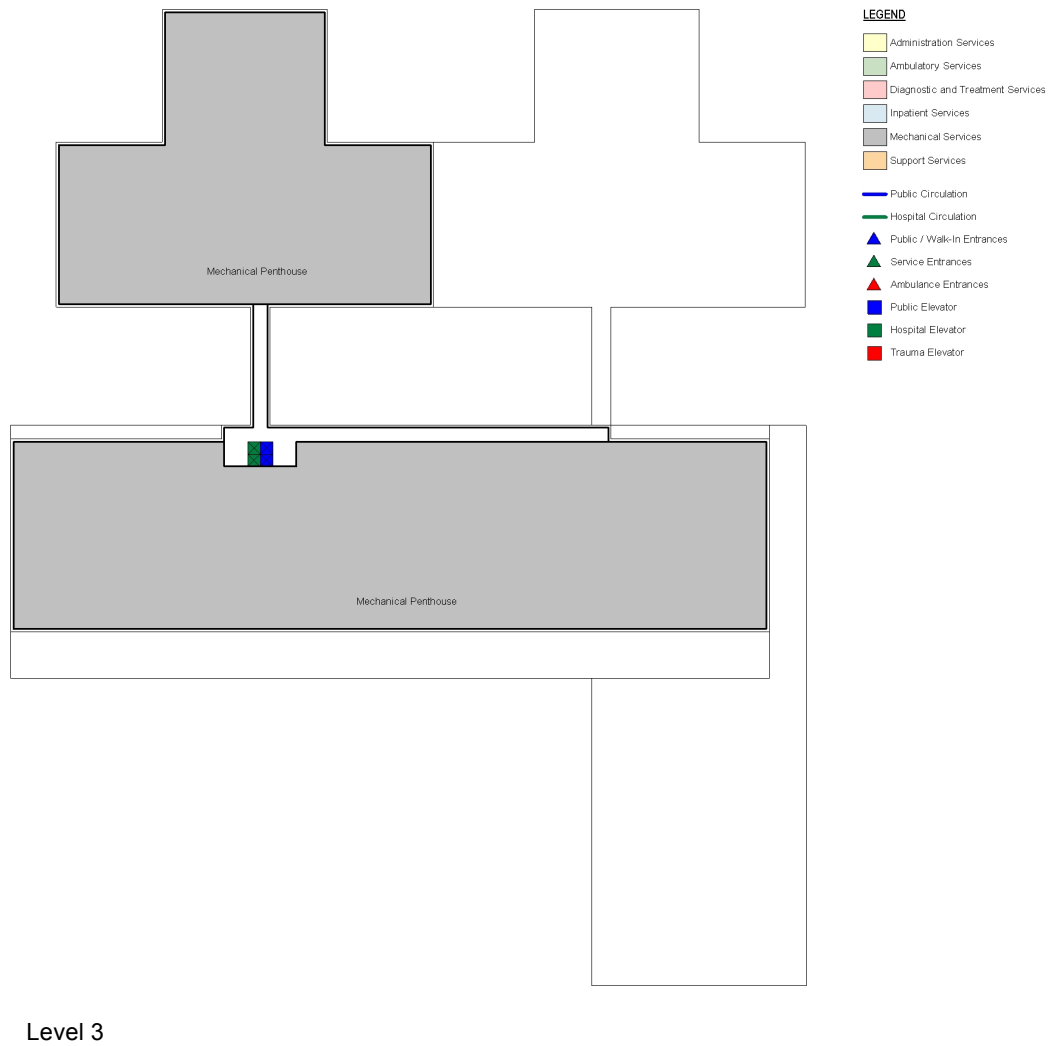 LEGEND
Administration Services
Ambulatory Services
Diagnostic and Treatment Services
Inpatient Services
Mechanical Services
Support Services
Public Circulation
Hospital Circulation
Public / Walk-In Entrances
Service Entrances
Ambulance Entrances
Public Elevator
Hospital Elevator
Trauma Elevator
Mechanical Penthouse
Mechanical Penthouse
Level 3